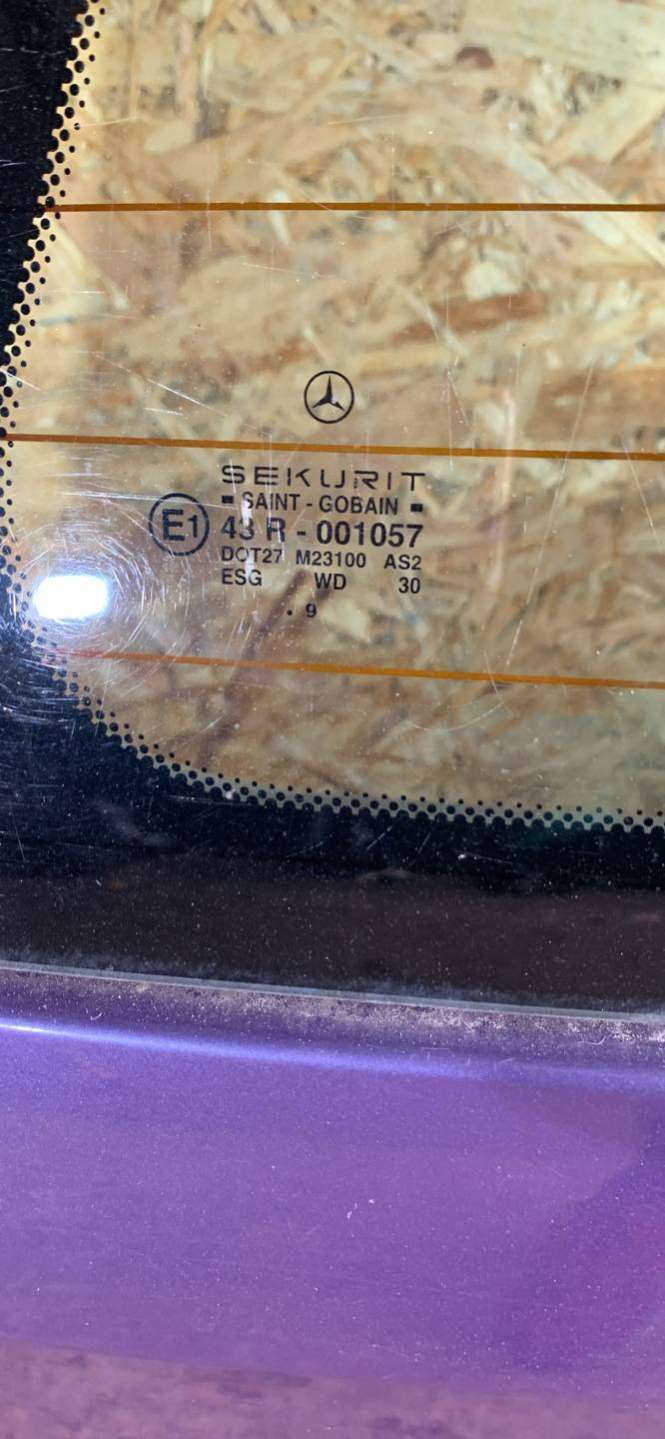 SEKURIT
SAINT - GOBAIN
E1 43 R - 001057
DOT27 M23100 AS2
ESG WD 30
. 9